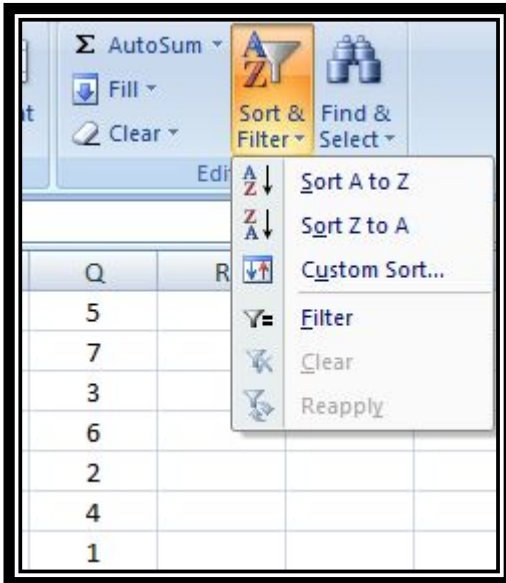 Σ AutoSum
Fill
Clear
Sort & Filter
Find & Select
Sort A to Z
Sort Z to A
Custom Sort...
Filter
Clear
Reapply
Q
R
5
7
3
6
2
4
1